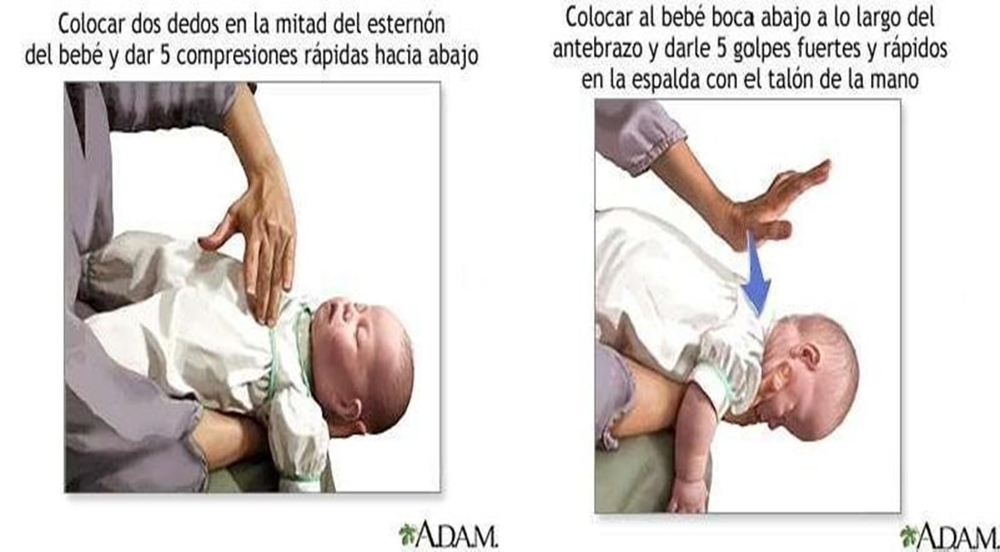 Colocar dos dedos en la mitad del esternón
del bebé y dar 5 compresiones rápidas hacia abajo
A.D.A.M.
Colocar al bebé boca abajo a lo largo del
antebrazo y darle 5 golpes fuertes y rápidos
en la espalda con el talón de la mano
A.D.A.M.